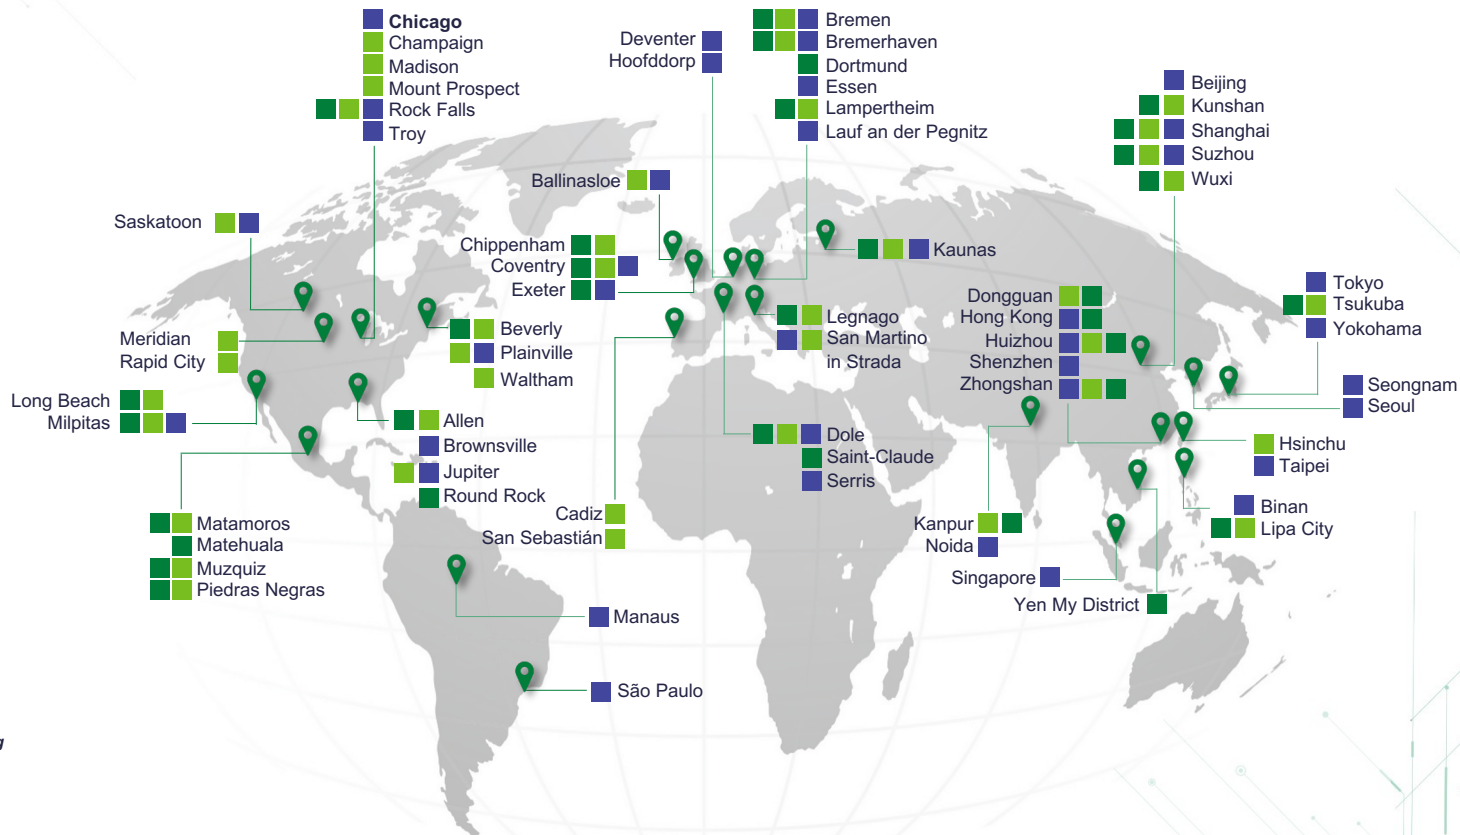 Chicago
Champaign
Madison
Mount Prospect
Rock Falls
Troy
Deventer
Hoofddorp
Bremen
Bremerhaven
Dortmund
Essen
Lampertheim
Lauf an der Pegnitz
Beijing
Kunshan
Shanghai
Suzhou
Wuxi
Ballinasloe
Saskatoon
Chippenham
Coventry
Exeter
Kaunas
Tokyo
Tsukuba
Yokohama
Dongguan
Hong Kong
Huizhou
Shenzhen
Zhongshan
Legnago
San Martino
in Strada
Beverly
Plainville
Waltham
Meridian
Rapid City
Long Beach
Milpitas
Seongnam
Seoul
Allen
Brownsville
Jupiter
Round Rock
Dole
Saint-Claude
Serris
Hsinchu
Taipei
Cadiz
San Sebastián
Matamoros
Matehuala
Muzquiz
Piedras Negras
Kanpur
Noida
Binan
Lipa City
Singapore
Yen My District
Manaus
São Paulo
g